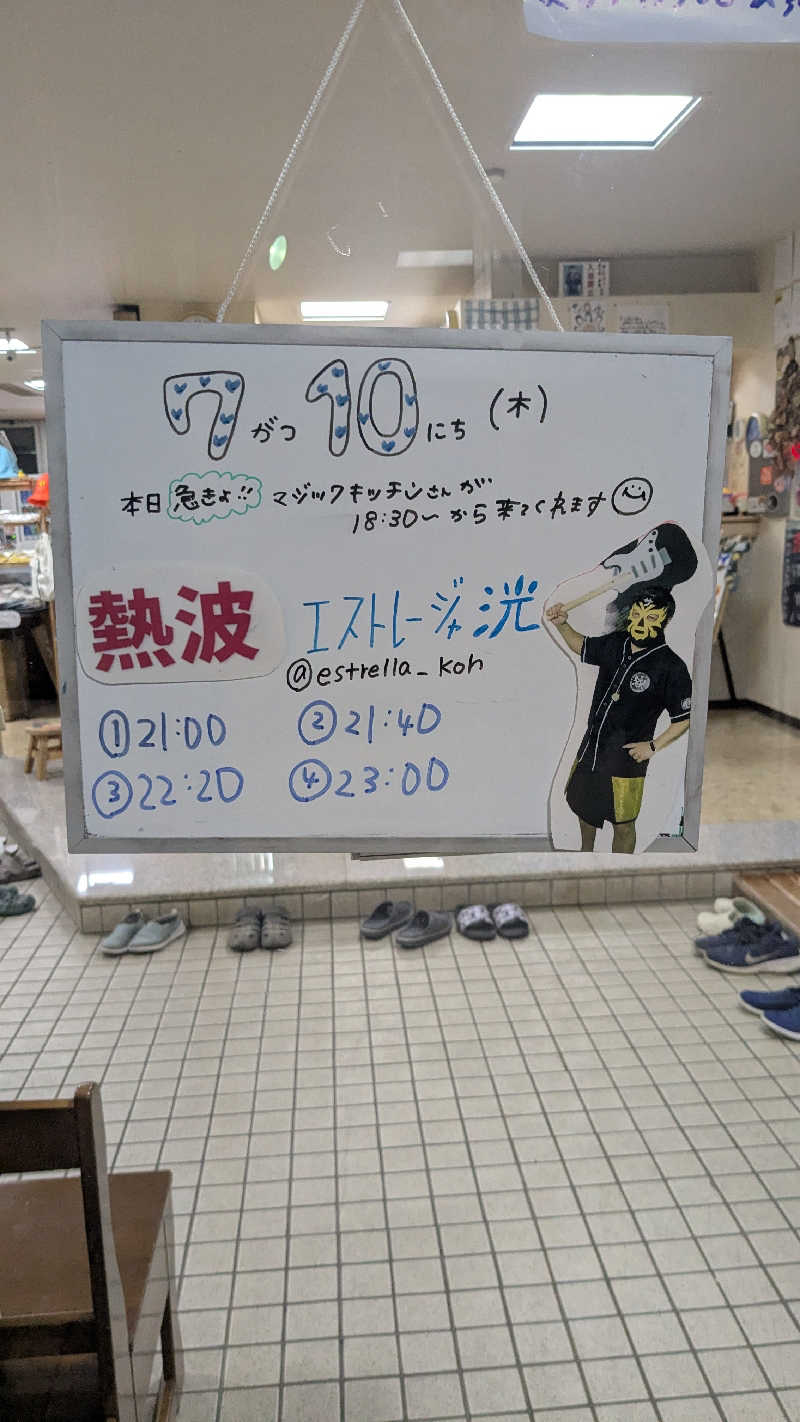 7がつ10にち(木)
本日急きょ!!マジックキッチンさんが
18:30〜から来てくれます
熱波
エストレージャ洸
@estrella_koh
①21:00 ②21:40
③22:20 ④23:00